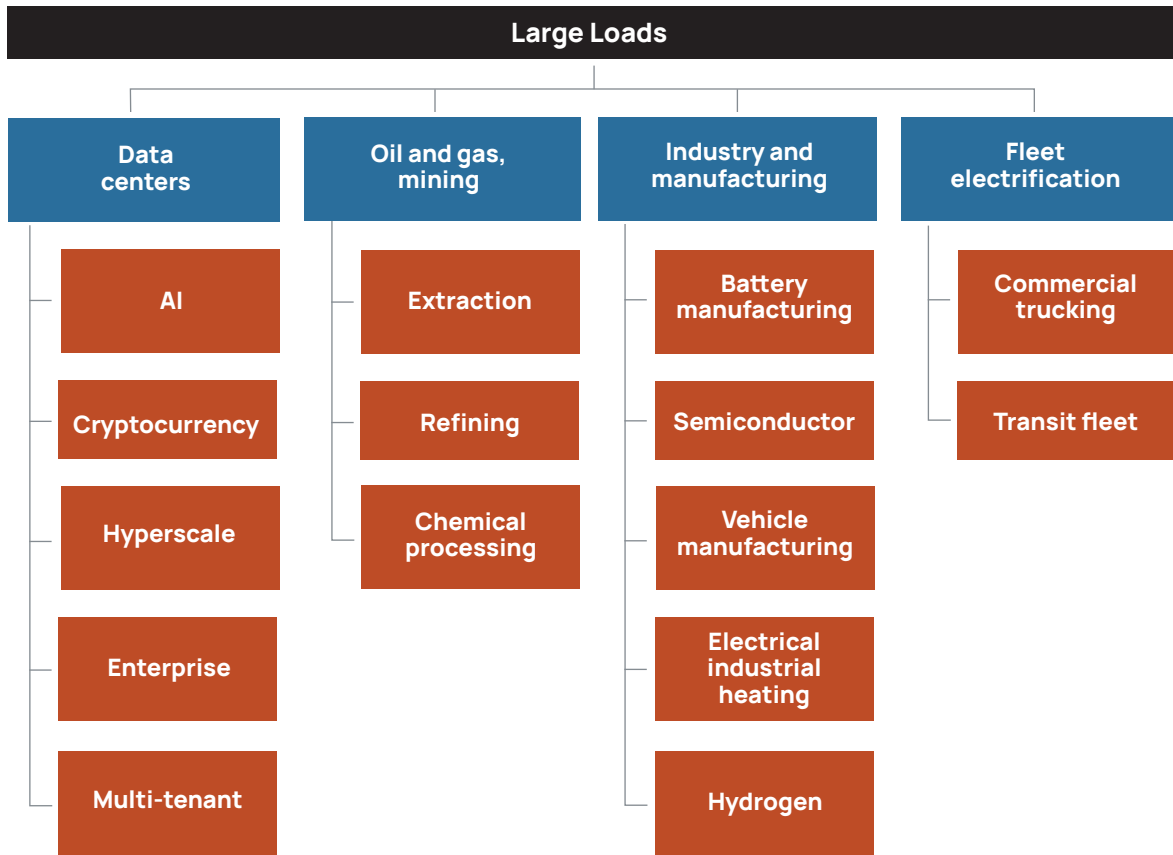 Large Loads
Data
centers
AI
Cryptocurrency
Hyperscale
Enterprise
Multi-tenant
Oil and gas,
mining
Extraction
Refining
Chemical
processing
Industry and
manufacturing
Battery
manufacturing
Semiconductor
Vehicle
manufacturing
Electrical
industrial
heating
Hydrogen
Fleet
electrification
Commercial
trucking
Transit fleet